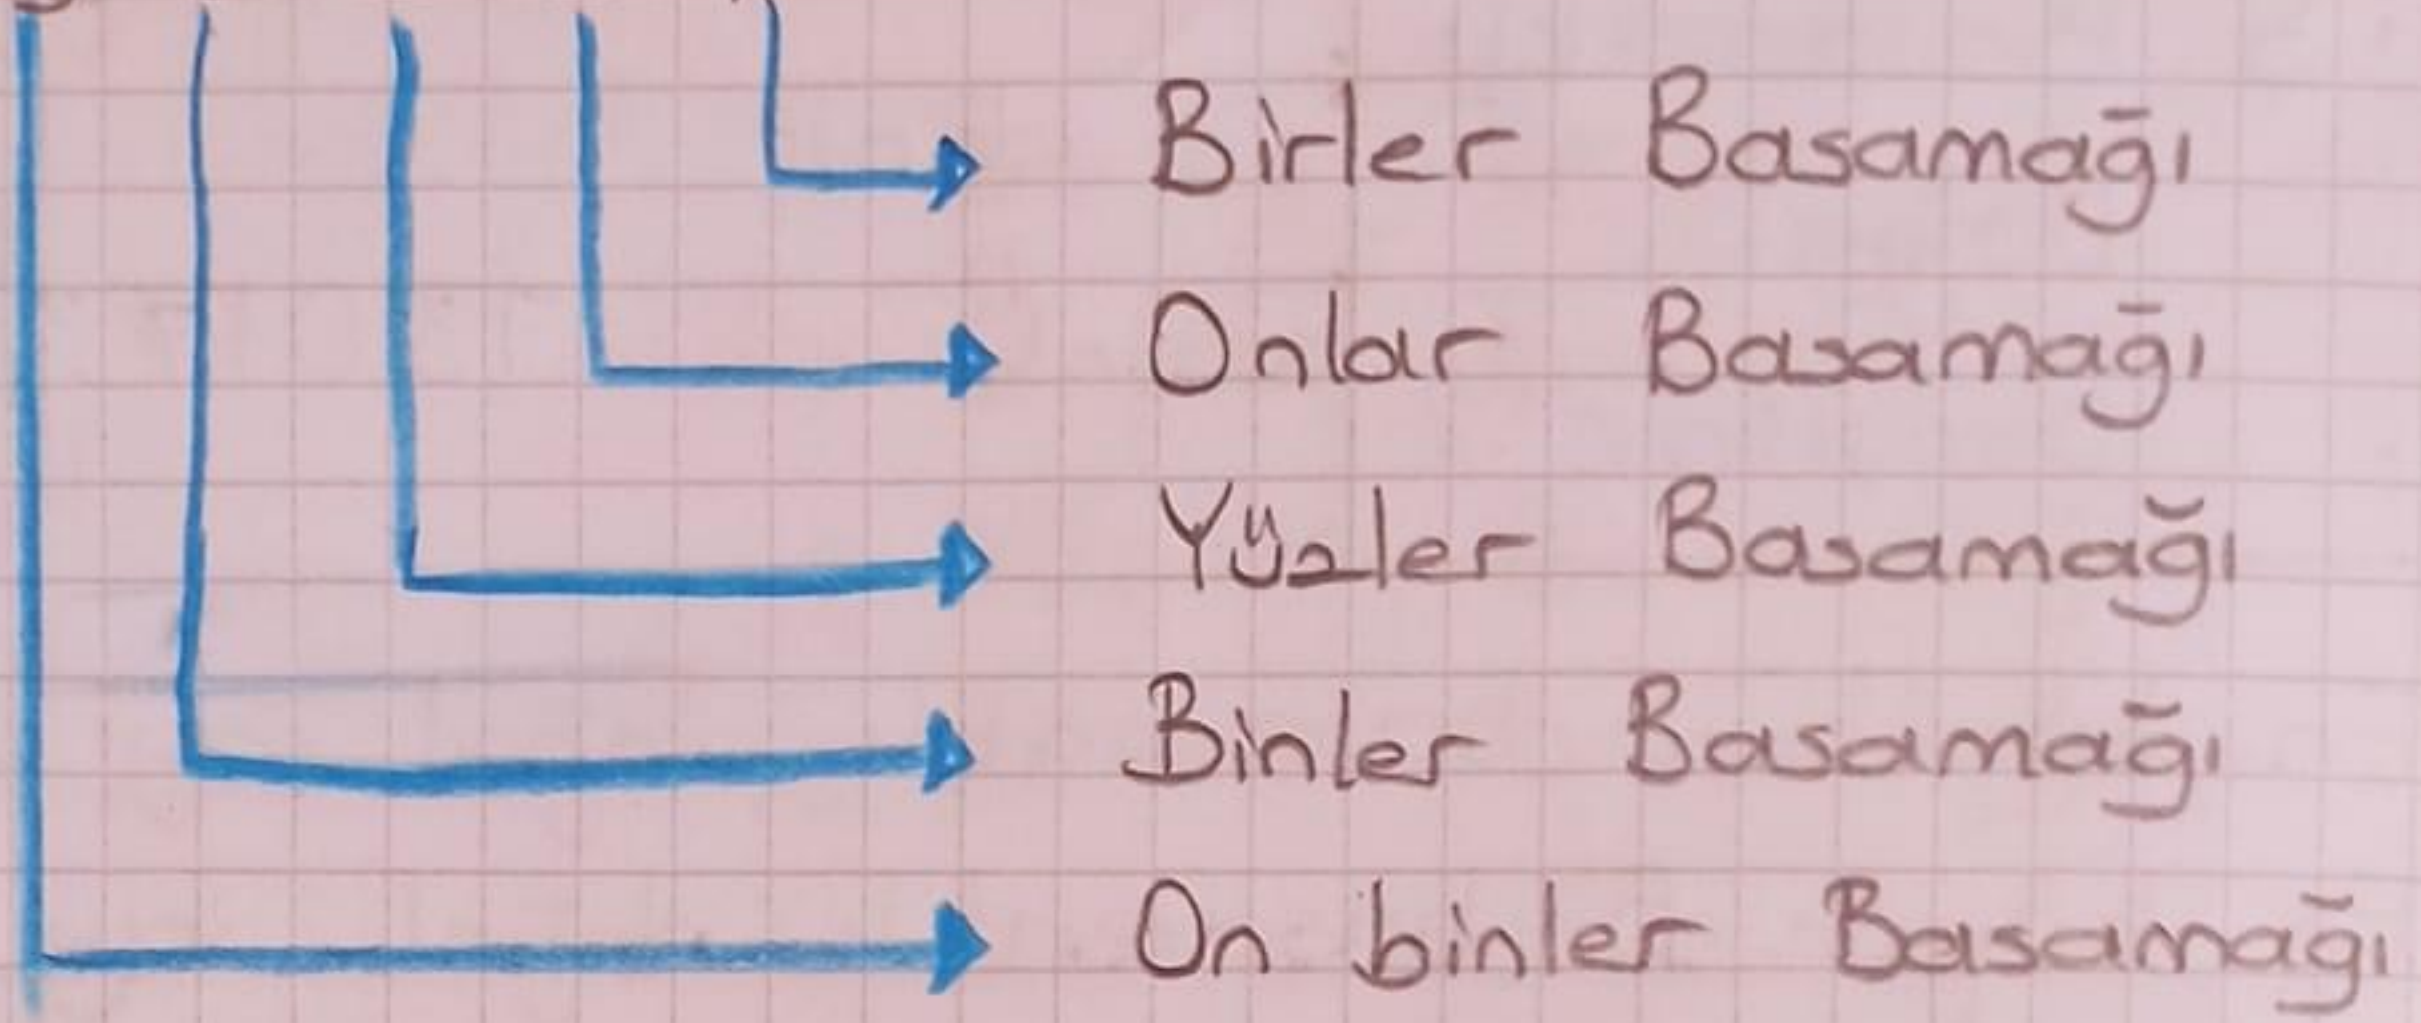 Birler Basamağı
Onlar Basamağı
Yüzler Basamağı
Binler Basamağı
On binler Basamağı